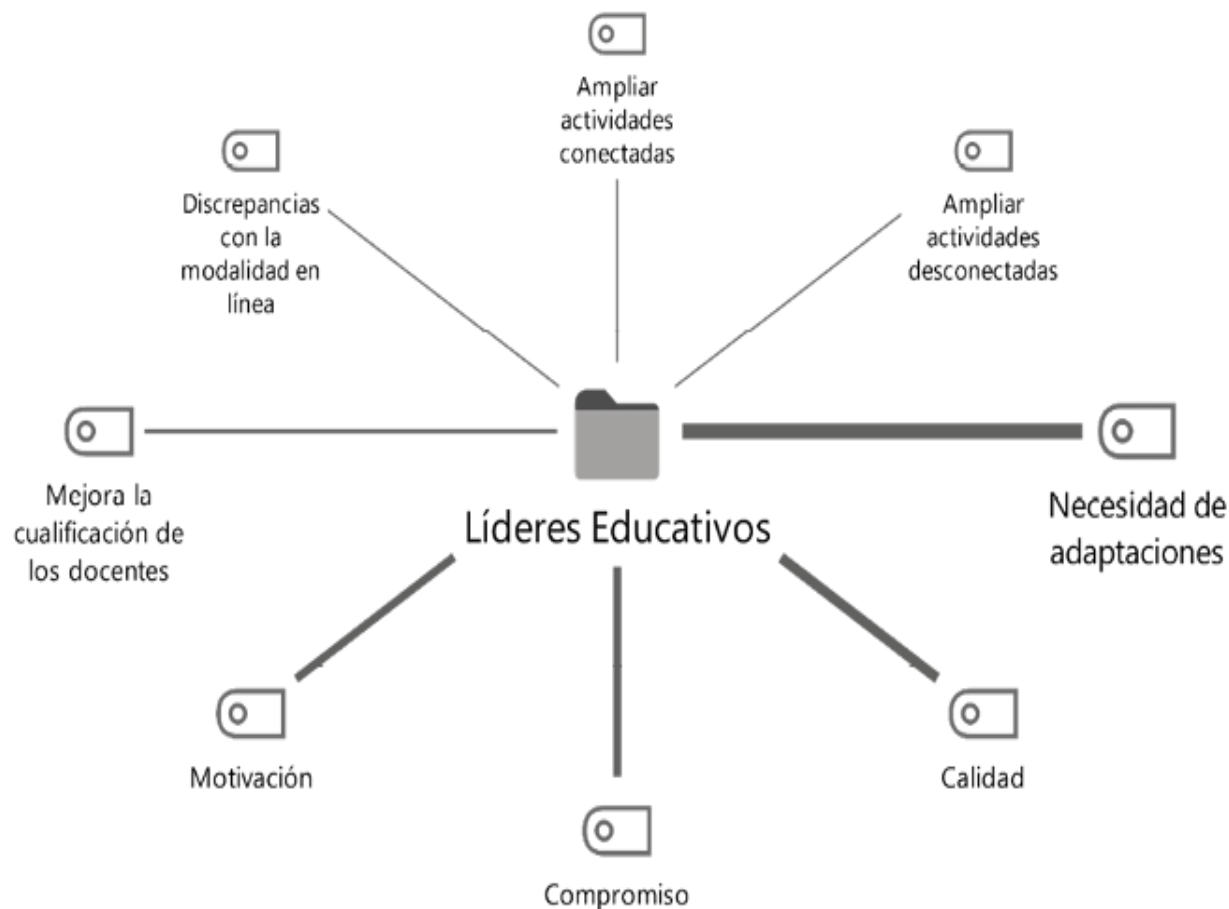 Ampliar
actividades
conectadas
Discrepancias
con la
modalidad en
línea
Ampliar
actividades
desconectadas
Mejora la
cualificación de
los docentes
Líderes Educativos
Necesidad de
adaptaciones
Motivación
Calidad
Compromiso